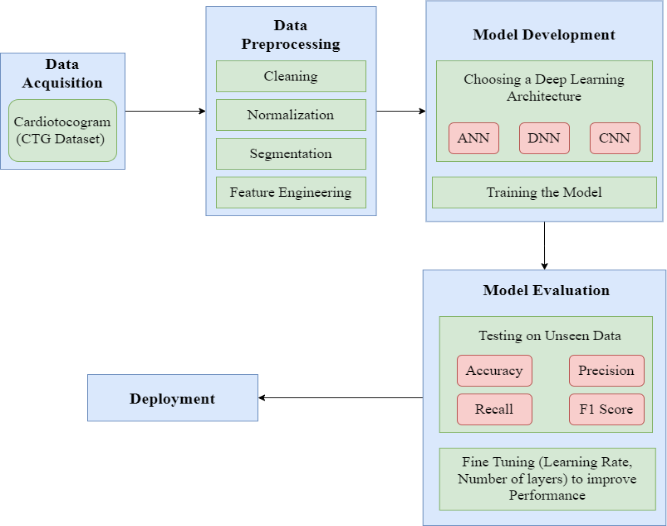 Data
Acquisition
Cardiotocogram
(CTG Dataset)
Data
Preprocessing
Cleaning
Normalization
Segmentation
Feature Engineering
Model Development
Choosing a Deep Learning
Architecture
ANN
DNN
CNN
Training the Model
Model Evaluation
Testing on Unseen Data
Accuracy
Precision
Recall
F1 Score
Fine Tuning (Learning Rate,
Number of layers) to improve
Performance
Deployment